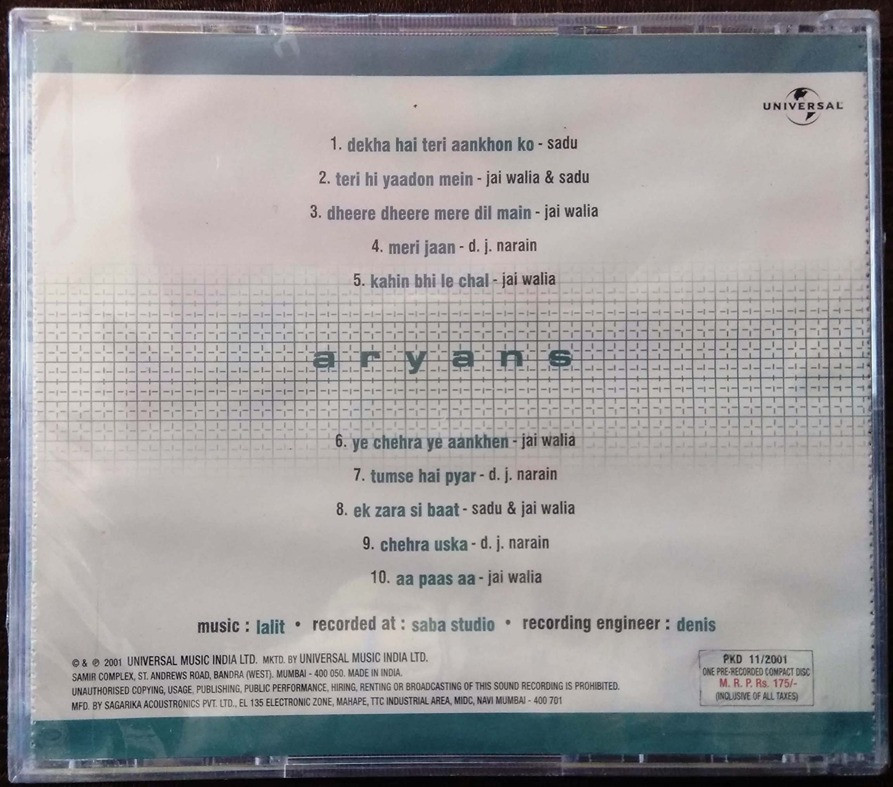 UNIVERSAL
1. dekha hai teri aankhon ko - sadu
2. teri hi yaadon mein - jai walia & sadu
3. dheere dheere mere dil main - jai walia
4. meri jaan - d. j. narain
5. kahin bhi le chal - jai walia
aryans
6. ye chehra ye aankhen - jai walia
7. tumse hai pyar - d. j. narain
8. ek zara si baat - sadu & jai walia
9. chehra uska - d. j. narain
10. aa paas aa - jai walia
music : lalit • recorded at : saba studio • recording engineer : denis
© & ℗ 2001 UNIVERSAL MUSIC INDIA LTD. MKTD. BY UNIVERSAL MUSIC INDIA LTD.
SAMIR COMPLEX, ST. ANDREWS ROAD, BANDRA (WEST). MUMBAI - 400 050. MADE IN INDIA.
UNAUTHORISED COPYING, USAGE, PUBLISHING, PUBLIC PERFORMANCE, HIRING, RENTING OR BROADCASTING OF THIS SOUND RECORDING IS PROHIBITED.
MFD. BY SAGARIKA ACOUSTRONICS PVT. LTD., EL 135 ELECTRONIC ZONE, MAHAPE, TTC INDUSTRIAL AREA, MIDC, NAVI MUMBAI - 400 701
PKD 11/2001
ONE PRE-RECORDED COMPACT DISC
M. R. P. Rs. 175/-
(INCLUSIVE OF ALL TAXES)